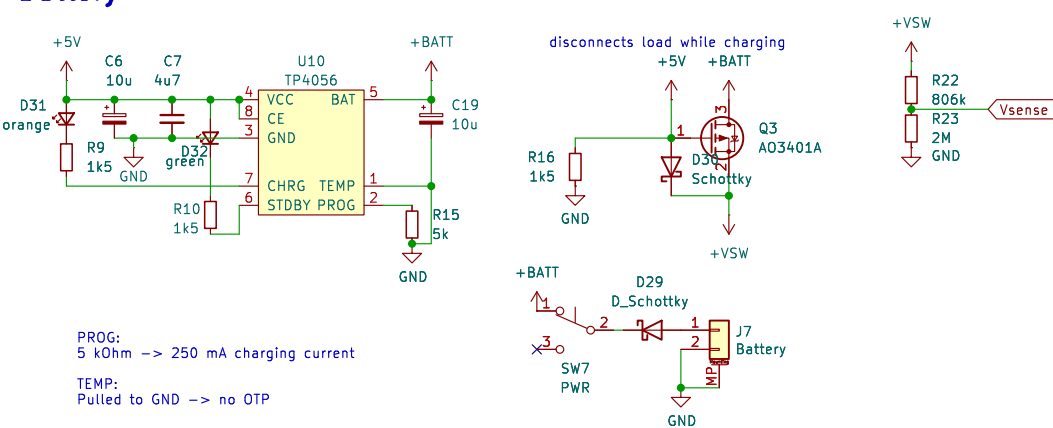 Battery
+5V
C6
10u
C7
4u7
D31
orange
R9
1k5
GND
D32
green
R10
1k5
U10
TP4056
4
VCC
BAT
5
8
CE
3
GND
7
CHRG
TEMP
1
6
STDBY
PROG
2
+BATT
C19
10u
R15
5k
GND
disconnects load while charging
+5V
+BATT
3
1
Q3
AO3401A
2
R16
1k5
GND
D30
Schottky
+VSW
+VSW
R22
806k
Vsense
R23
2M
GND
+BATT
1
2
3
SW7
PWR
D29
D_Schottky
1
2
J7
Battery
MP
GND
PROG:
5 kOhm -> 250 mA charging current
TEMP:
Pulled to GND -> no OTP